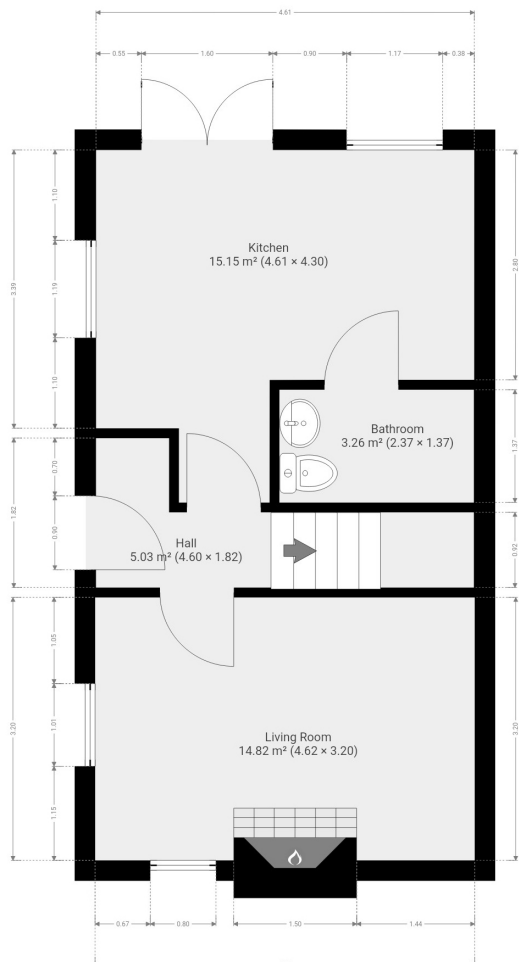 4.61
0.55 1.60 0.90 1.17 0.38
1.10
3.39
1.19
2.80
Kitchen
15.15 m² (4.61 × 4.30)
1.10
Bathroom
3.26 m² (2.37 × 1.37)
1.37
0.70
1.82
0.90
Hall
5.03 m² (4.60 × 1.82)
0.92
1.05
3.20
1.01
3.20
Living Room
14.82 m² (4.62 × 3.20)
1.15
0.67 0.80 1.50 1.44